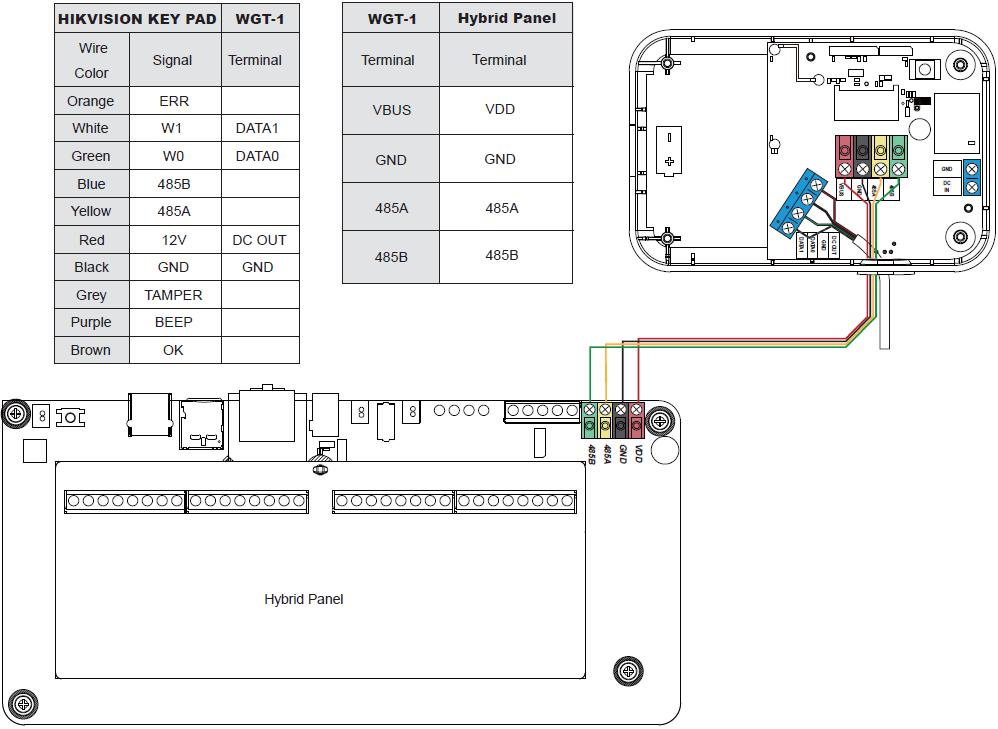 HIKVISION KEY PAD WGT-1
Wire Color Signal Terminal
Orange ERR
White W1 DATA1
Green W0 DATA0
Blue 485B
Yellow 485A
Red 12V DC OUT
Black GND GND
Grey TAMPER
Purple BEEP
Brown OK
WGT-1 Hybrid Panel
Terminal Terminal
VBUS VDD
GND GND
485A 485A
485B 485B
VBUS
GND
485A
GND
DC IN
DATA1
DATA0
GND
DC OUT
485B
485A
GND
VDD
Hybrid Panel